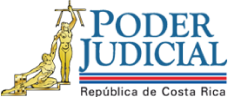 PODER
JUDICIAL
República de Costa Rica